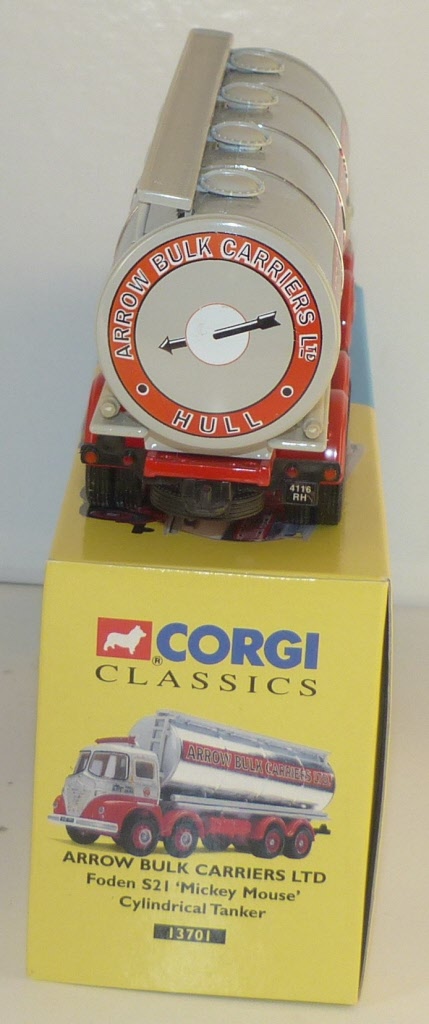 ARROW BULK CARRIERS LTD
HULL
4116
RH
CORGI
®
CLASSICS
ARROW BULK CARRIERS LTD
ARROW BULK CARRIERS LTD
Foden S21 'Mickey Mouse'
Cylindrical Tanker
13701